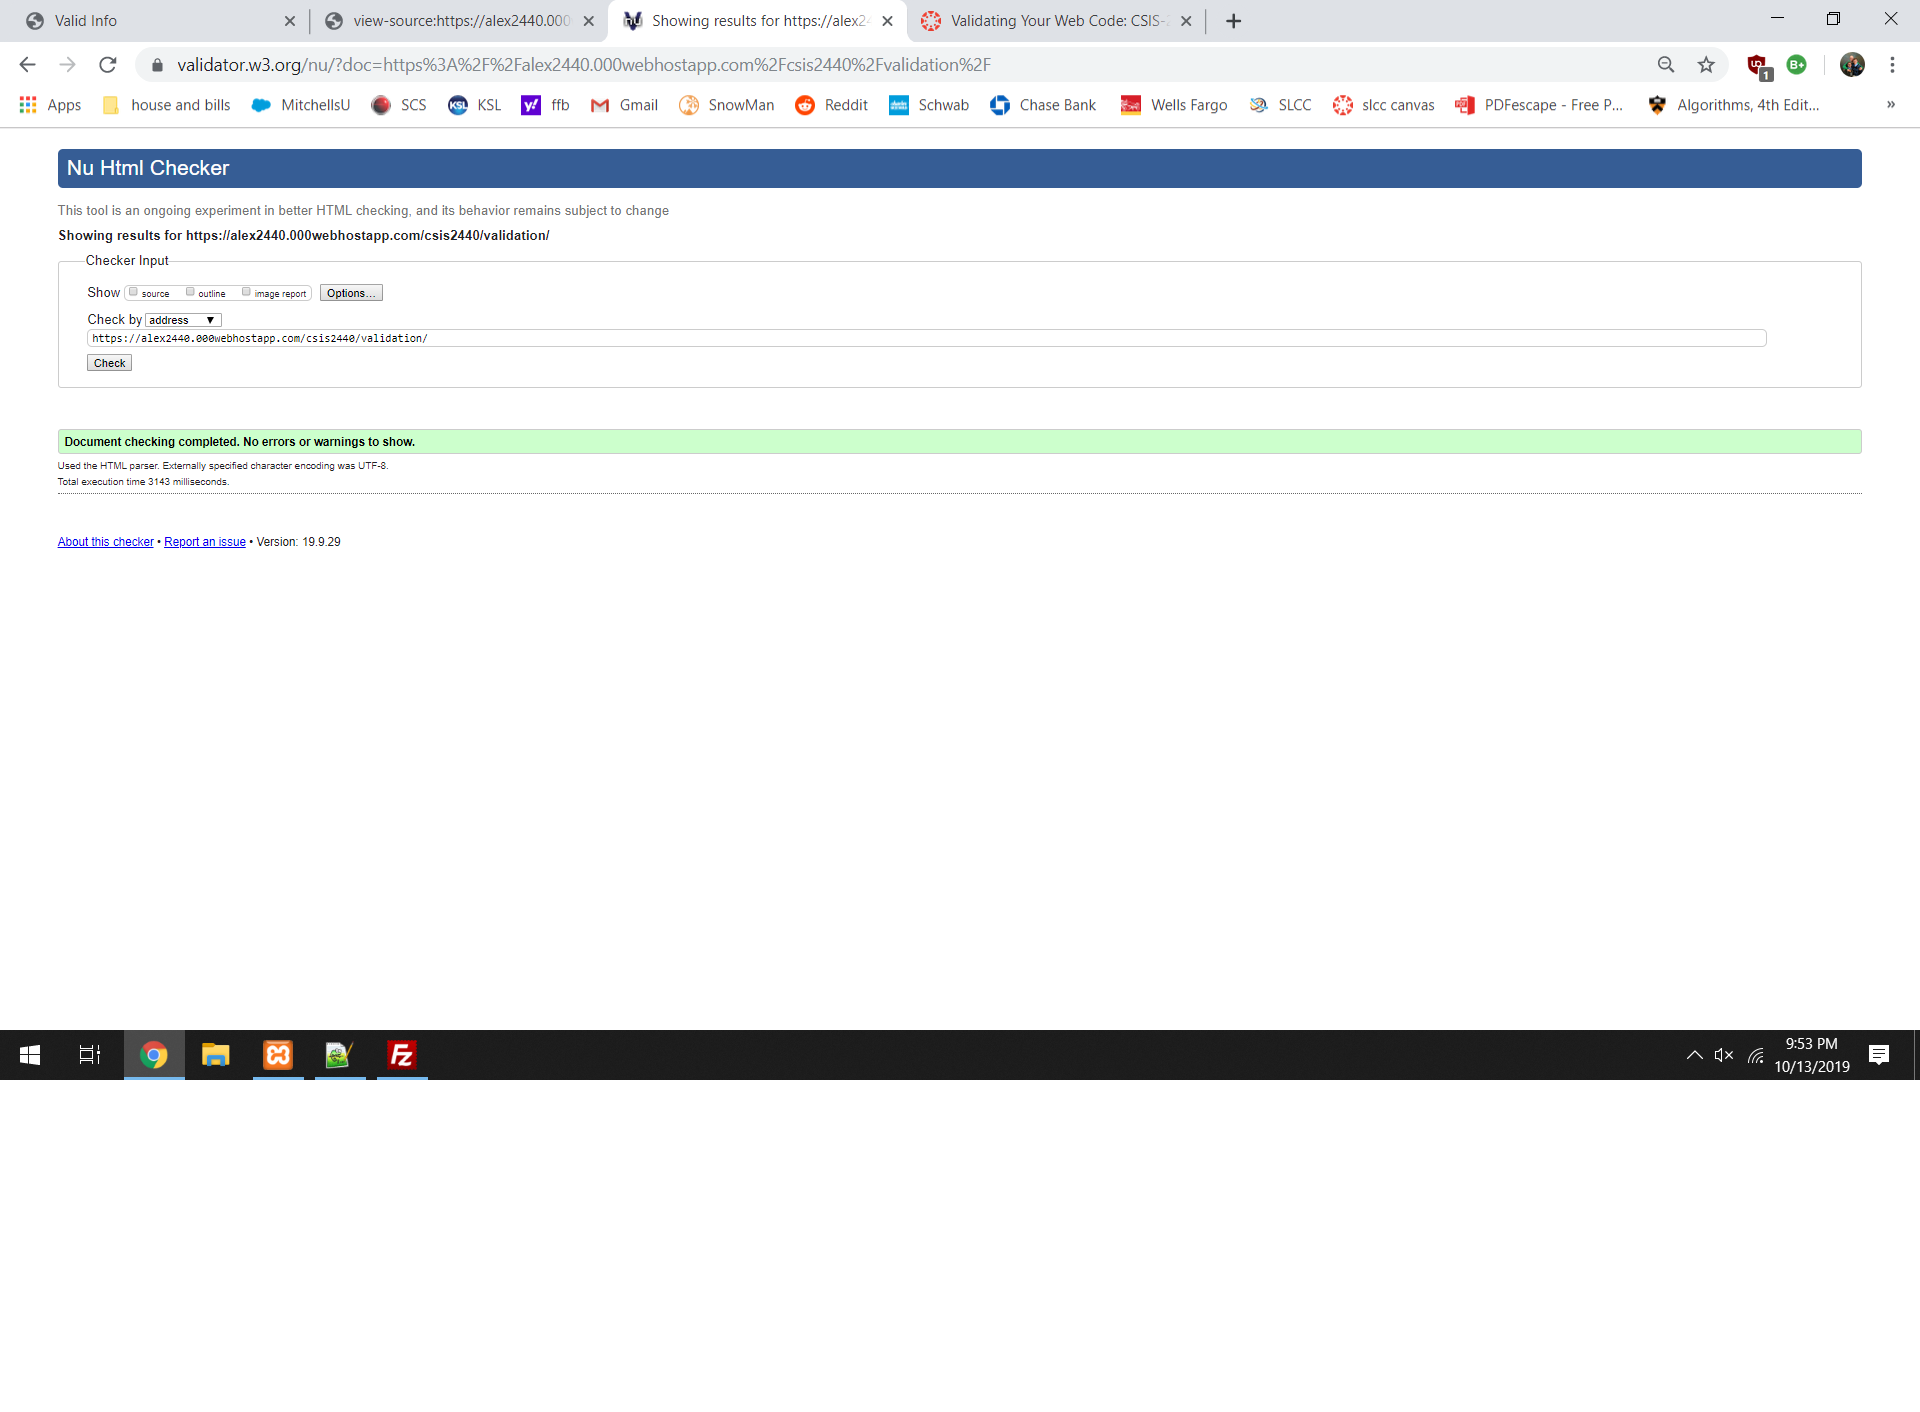 Valid Info
view-source:https://alex2440.000
Showing results for https://alex2
Validating Your Web Code: CSIS-
validator.w3.org/nu/?doc=https%3A%2F%2Falex2440.000webhostapp.com%2Fcsis2440%2Fvalidation%2F
1
B+
Apps
house and bills
MitchellsU
SCS
KSL
KSL
y!
ffb
Gmail
SnowMan
Reddit
Schwab
Chase Bank
Wells Fargo
SLCC
slcc canvas
PDFescape - Free P...
Algorithms, 4th Edit...
»
Nu Html Checker
This tool is an ongoing experiment in better HTML checking, and its behavior remains subject to change
Showing results for https://alex2440.000webhostapp.com/csis2440/validation/
Checker Input
Show source outline image report Options...
Check by address
https://alex2440.000webhostapp.com/csis2440/validation/
Check
Document checking completed. No errors or warnings to show.
Used the HTML parser. Externally specified character encoding was UTF-8.
Total execution time 3143 milliseconds.
About this checker • Report an issue • Version: 19.9.29
Fz
9:53 PM
10/13/2019